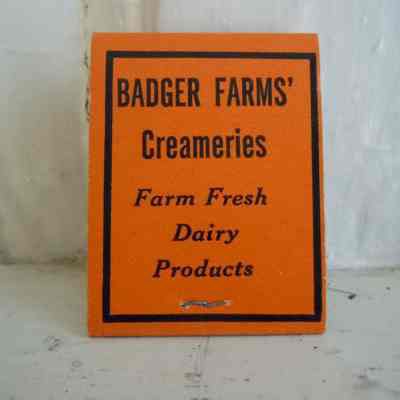 BADGER FARMS'
Creameries
Farm Fresh
Dairy
Products